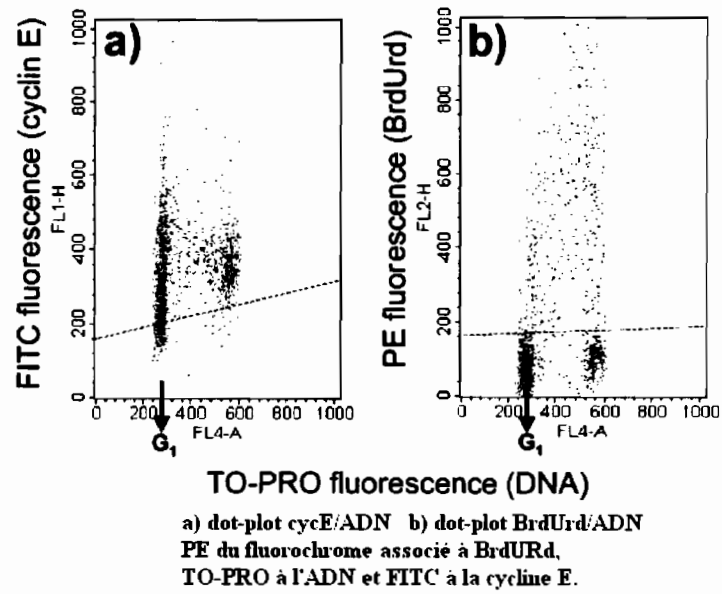 a)
FITC fluorescence (cyclin E)
FL1-H
0 200 400 600 800 1000
0 200 400 600 800 1000
G1
FL4-A
b)
PE fluorescence (BrdUrd)
FL2-H
0 200 400 600 800 1000
0 200 400 600 800 1000
G1
FL4-A
TO-PRO fluorescence (DNA)
a) dot-plot cycE/ADN b) dot-plot BrdUrd/ADN
PE du fluorochrome associé à BrdURd,
TO-PRO à l'ADN et FITC à la cycline E.